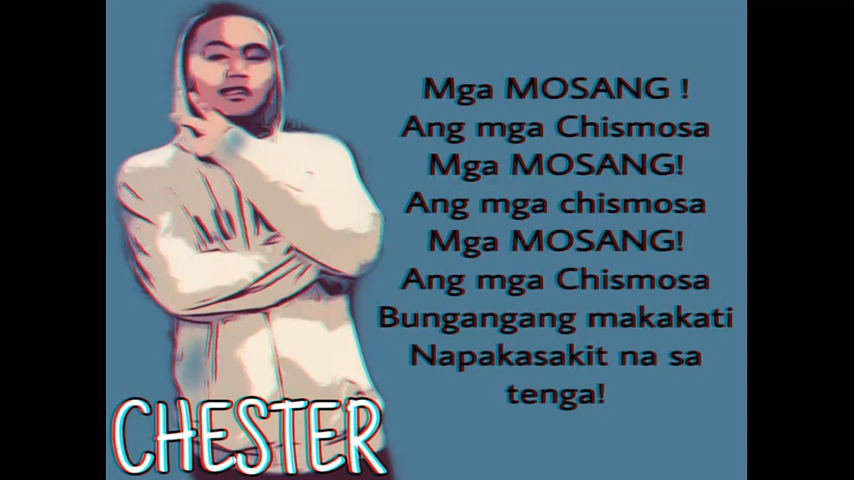 Mga MOSANG !
Ang mga Chismosa
Mga MOSANG!
Ang mga chismosa
Mga MOSANG!
Ang mga Chismosa
Bungangang makakati
Napakasakit na sa
tenga!
CHESTER